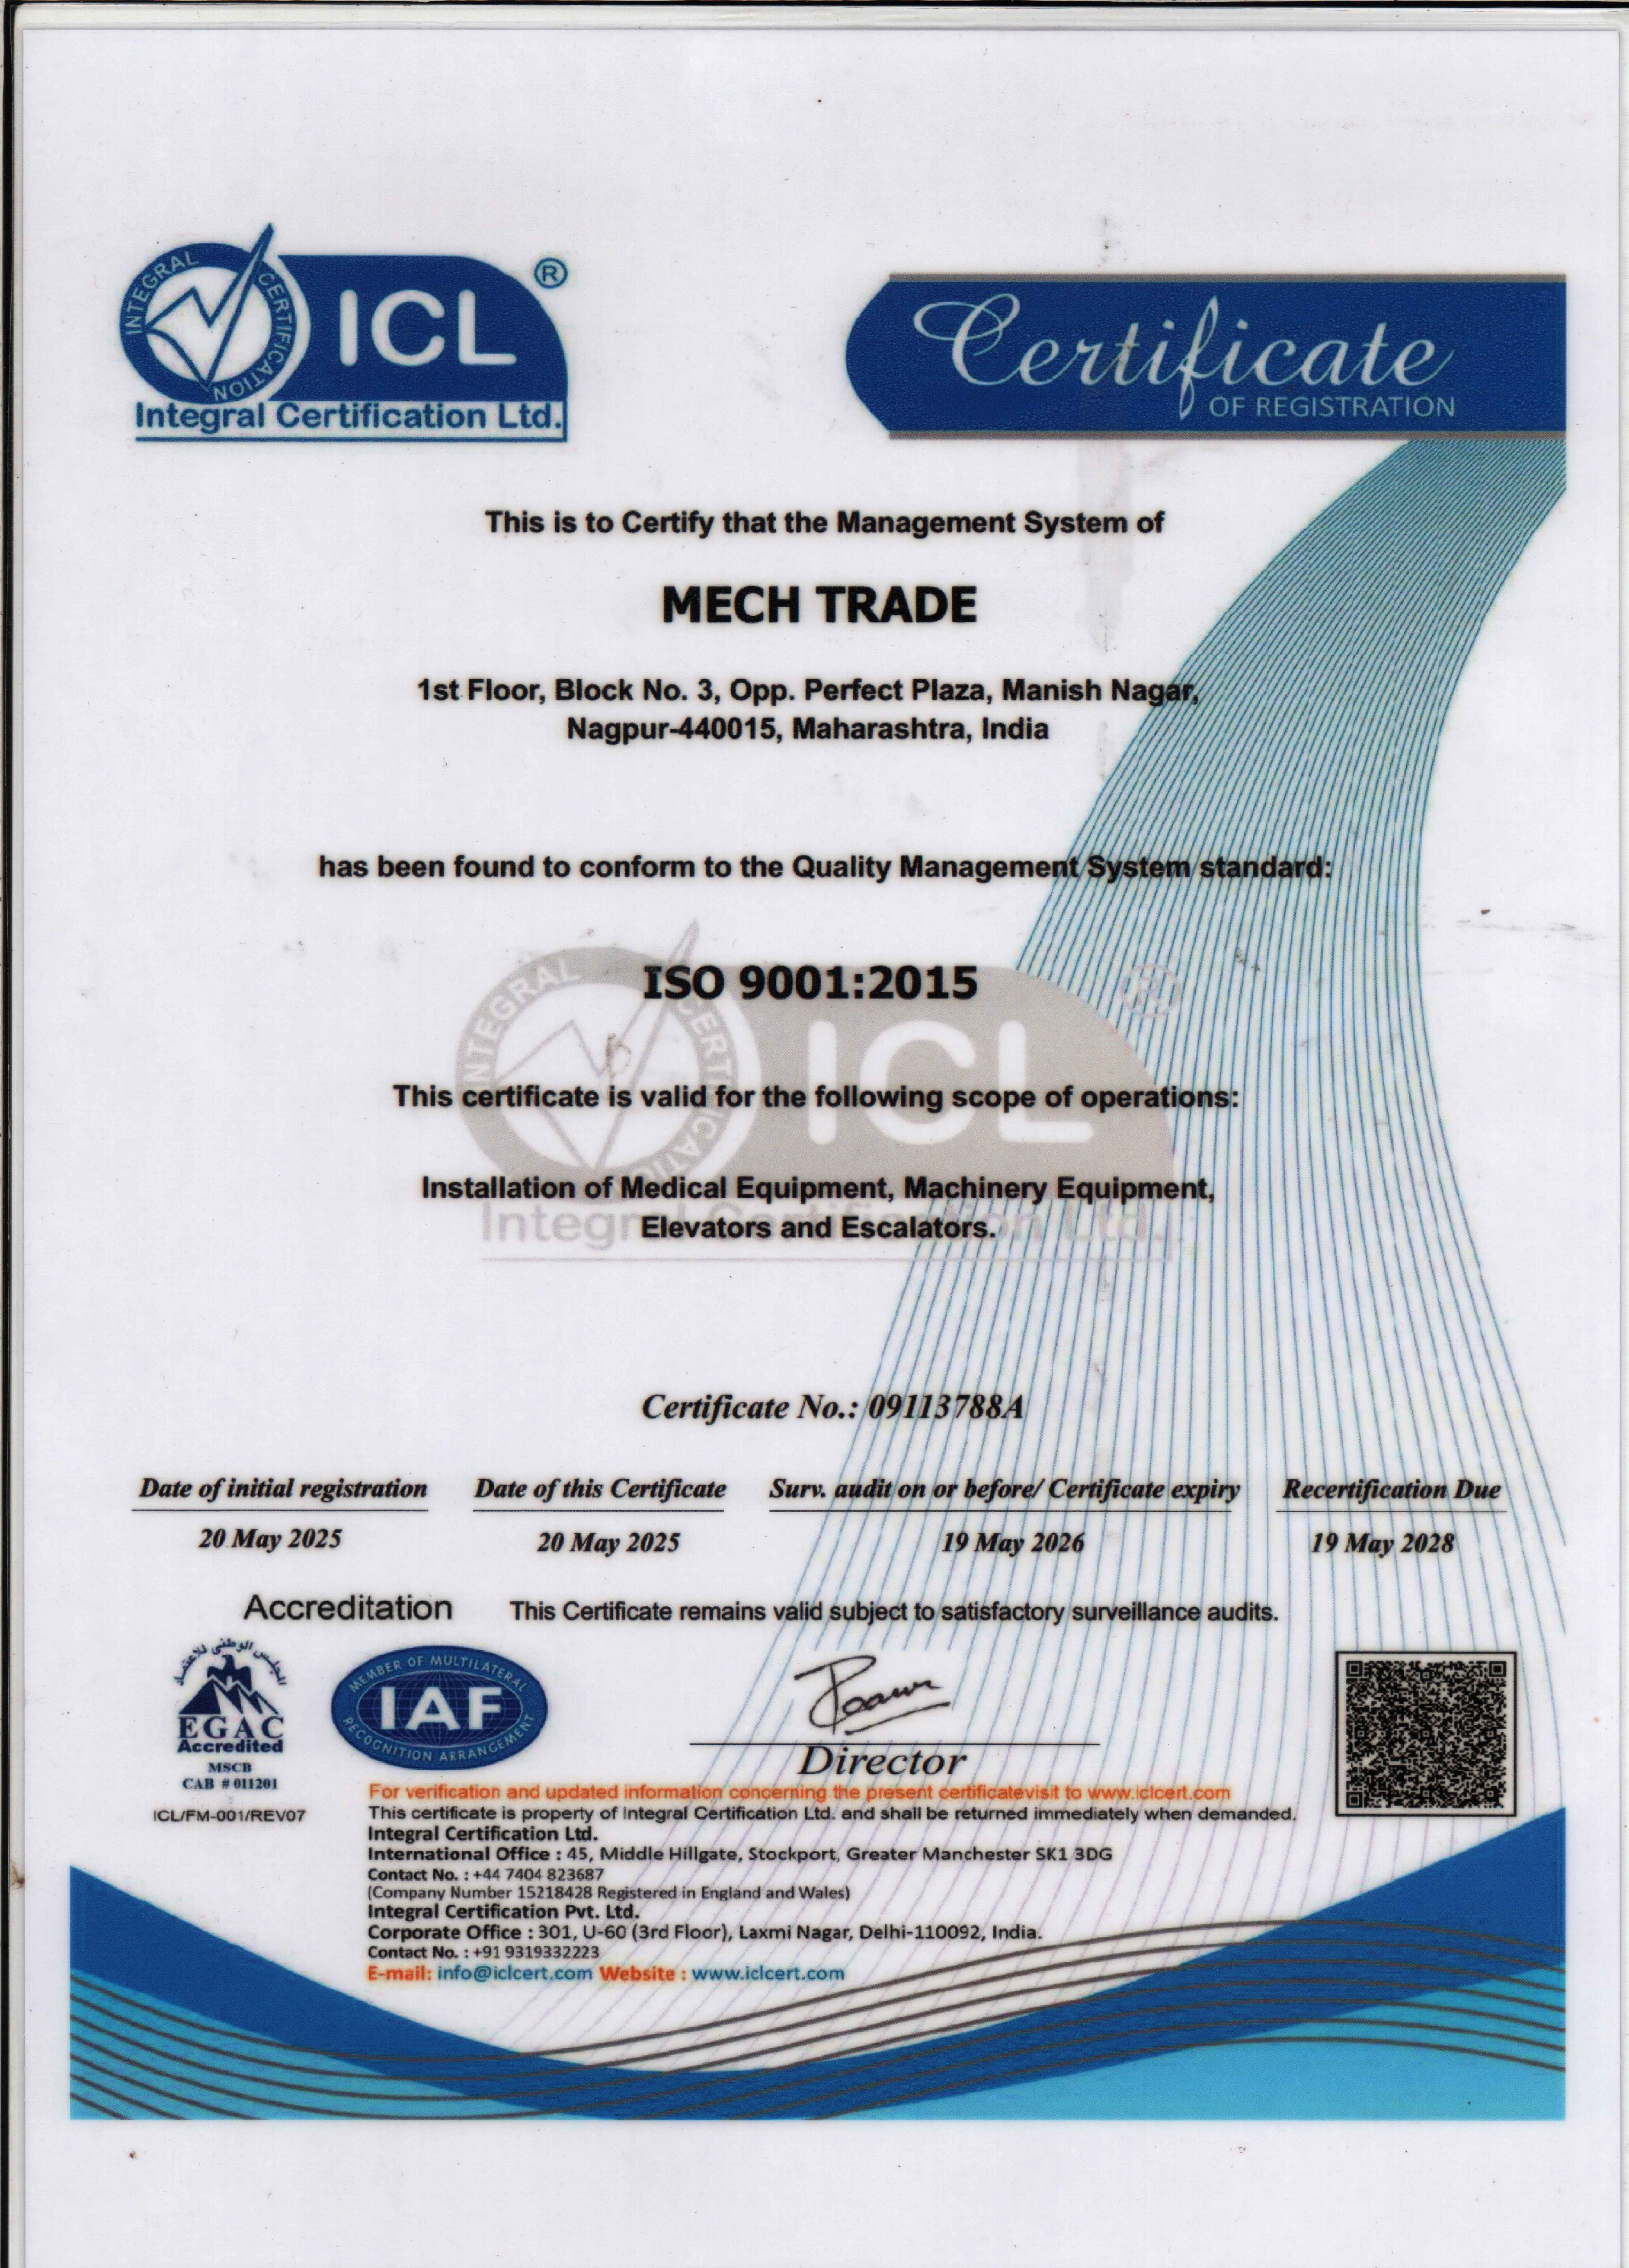 INTEGRAL CERTIFICATION
ICL ®
Integral Certification Ltd.
Certificate
OF REGISTRATION
This is to Certify that the Management System of
MECH TRADE
1st Floor, Block No. 3, Opp. Perfect Plaza, Manish Nagar,
Nagpur-440015, Maharashtra, India
has been found to conform to the Quality Management System standard:
ISO 9001:2015
This certificate is valid for the following scope of operations:
Installation of Medical Equipment, Machinery Equipment,
Elevators and Escalators.
INTEGRAL CERTIFICATION
ICL ®
Integral Certification Ltd.
Certificate No.: 09113788A
Date of initial registration Date of this Certificate Surv. audit on or before/ Certificate expiry Recertification Due
20 May 2025 20 May 2025 19 May 2026 19 May 2028
Accreditation This Certificate remains valid subject to satisfactory surveillance audits.
المجلس الوطنى للاعتماد
EGAC
Accredited
MSCB
CAB # 011201
MEMBER OF MULTILATERAL
IAF
RECOGNITION ARRANGEMENT
Director
ICL/FM-001/REV07
For verification and updated information concerning the present certificatevisit to www.iclcert.com
This certificate is property of Integral Certification Ltd. and shall be returned immediately when demanded.
Integral Certification Ltd.
International Office : 45, Middle Hillgate, Stockport, Greater Manchester SK1 3DG
Contact No. : +44 7404 823687
(Company Number 15218428 Registered in England and Wales)
Integral Certification Pvt. Ltd.
Corporate Office : 301, U-60 (3rd Floor), Laxmi Nagar, Delhi-110092, India.
Contact No. : +91 9319332223
E-mail: info@iclcert.com Website : www.iclcert.com